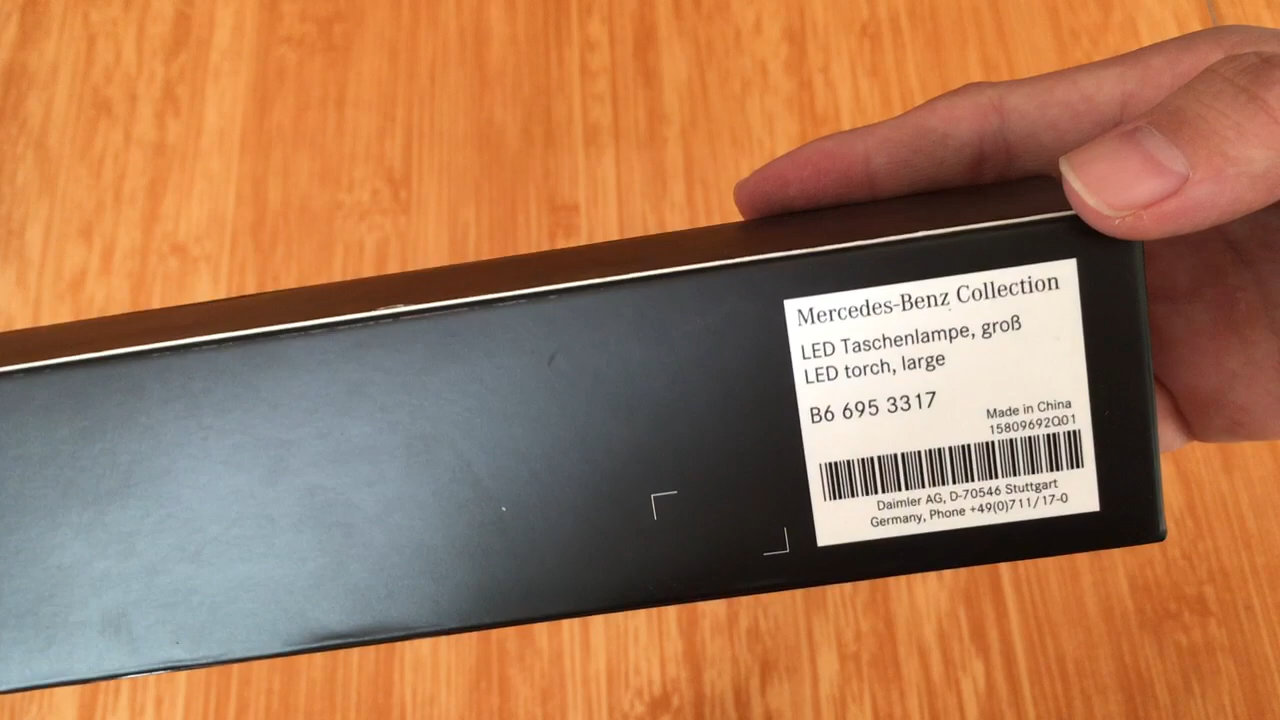 Mercedes-Benz Collection
LED Taschenlampe, groß
LED torch, large
B6 695 3317
Made in China
15809692Q01
Daimler AG, D-70546 Stuttgart
Germany, Phone +49(0)711/17-0